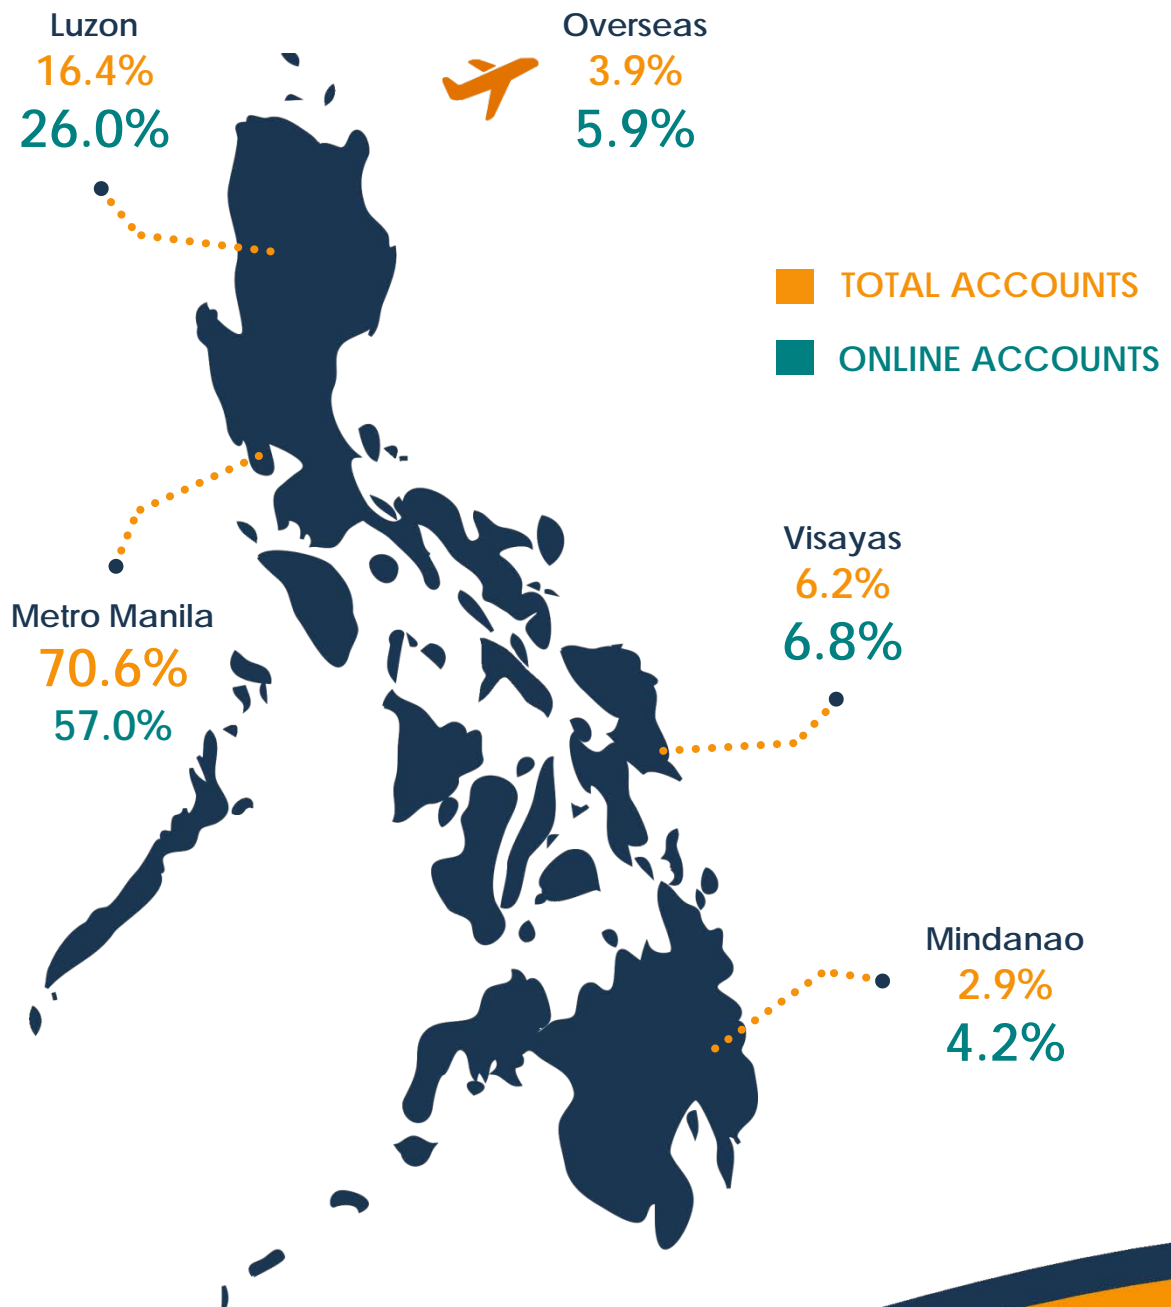 Luzon
16.4%
26.0%
Overseas
3.9%
5.9%
TOTAL ACCOUNTS
ONLINE ACCOUNTS
Metro Manila
70.6%
57.0%
Visayas
6.2%
6.8%
Mindanao
2.9%
4.2%